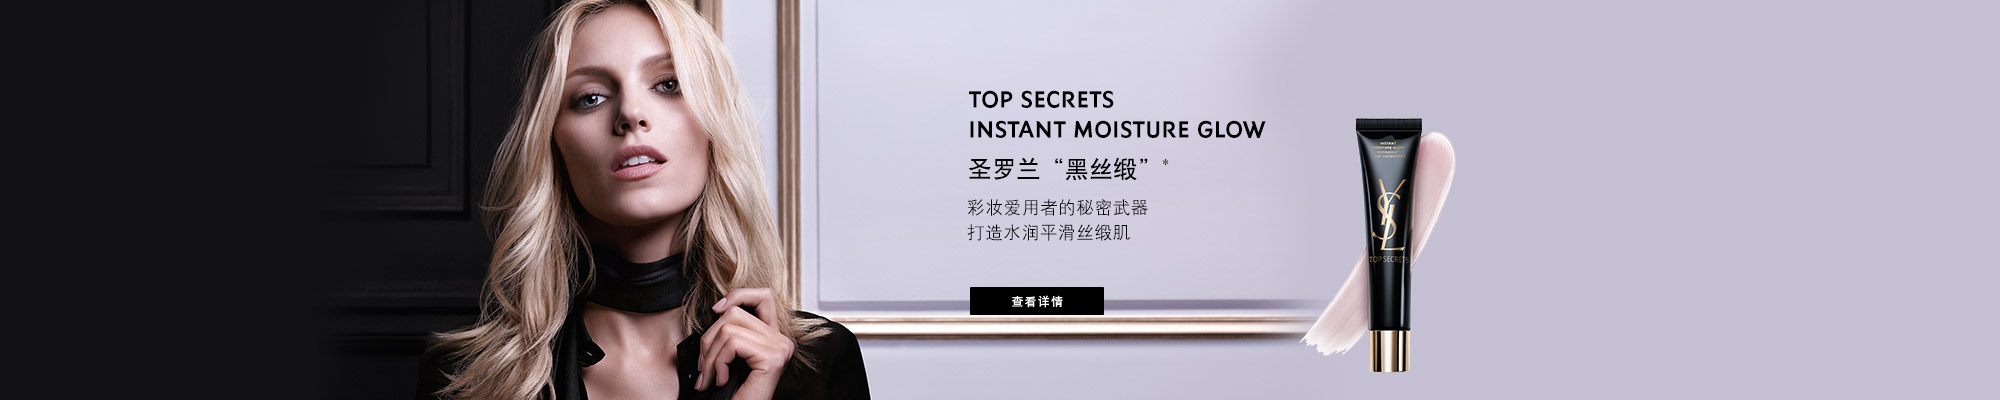 TOP SECRETS
INSTANT MOISTURE GLOW
圣罗兰“黑丝缎”*
彩妆爱用者的秘密武器
打造水润平滑丝缎肌
查看详情
INSTANT
MOISTURE GLOW
YSL
TOP SECRETS